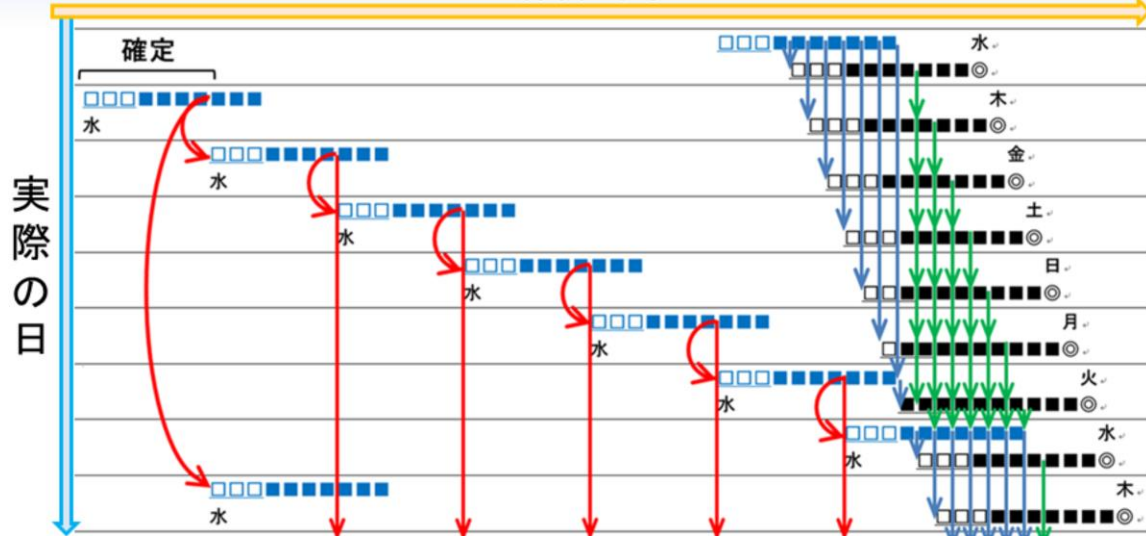 確定
実際の日
□□□■■■■■■■ 水
□□□■■■■■■■◎
□□□■■■■■■■ 木
水 □□□■■■■■■■◎
□□□■■■■■■■ 金
水 □□□■■■■■■■◎
□□□■■■■■■■ 土
水 □□□■■■■■■■◎
□□□■■■■■■■ 日
水 □□■■■■■■■■◎
□□□■■■■■■■ 月
水 □■■■■■■■■■◎
□□□■■■■■■■ 火
水 ■■■■■■■■■■◎
□□□■■■■■■■ 水
水 □□□■■■■■■■◎
□□□■■■■■■■ 木
水 □□□■■■■■■■◎